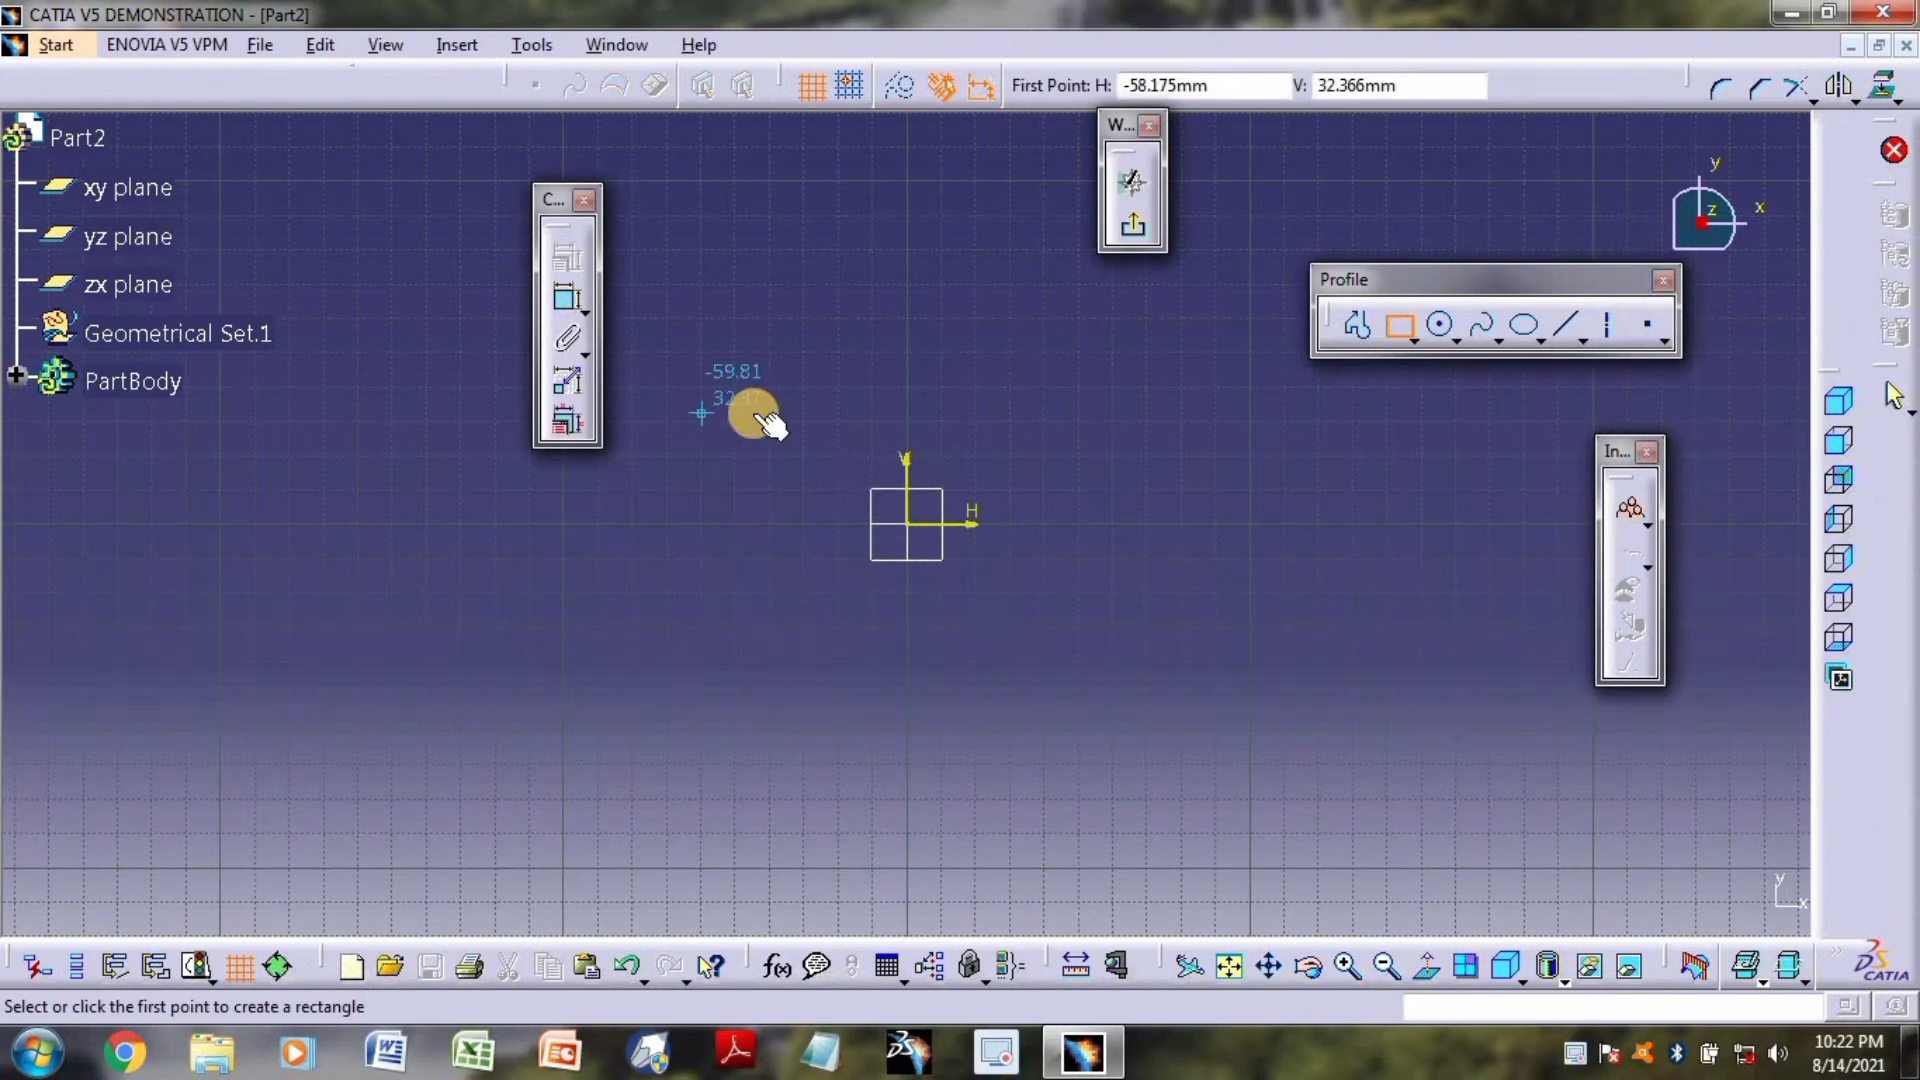 CATIA V5 DEMONSTRATION - [Part2]
Start ENOVIA V5 VPM File Edit View Insert Tools Window Help
First Point: H: -58.175mm V: 32.366mm
Part2
xy plane
yz plane
zx plane
Geometrical Set.1
PartBody
C...
W...
y
x
z
Profile
-59.81
32.37
V
H
In...
y
x
f(x)
CATIA
Select or click the first point to create a rectangle
10:22 PM
8/14/2021